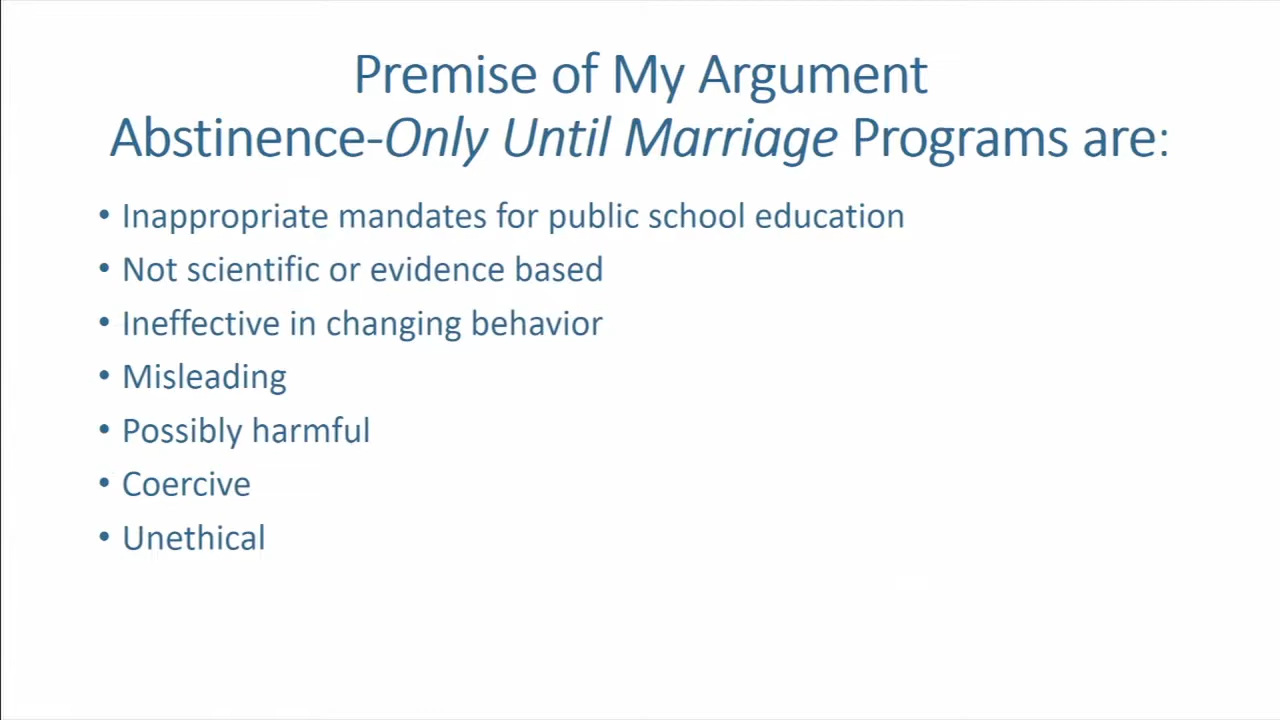 Premise of My Argument
Abstinence-Only Until Marriage Programs are:
• Inappropriate mandates for public school education
• Not scientific or evidence based
• Ineffective in changing behavior
• Misleading
• Possibly harmful
• Coercive
• Unethical